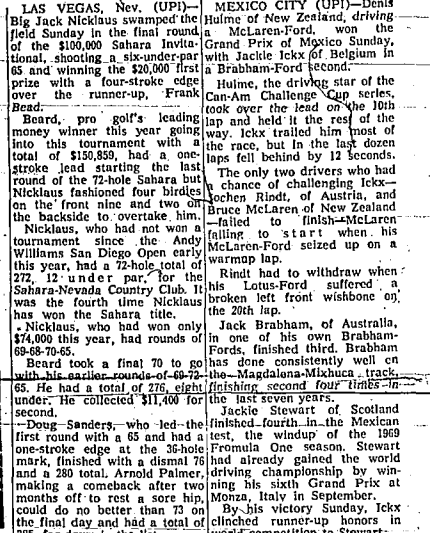 LAS VEGAS, Nev. (UPI)—
Big Jack Nicklaus swamped the
field Sunday in the final round
of the $100,000 Sahara Invita-
tional, shooting a six-under-par
65 and winning the $20,000 first
prize with a four-stroke edge
over the runner-up, Frank
Beard.
Beard, pro golf's leading
money winner this year going
into this tournament with a
total of $150,859, had a one-
stroke lead starting the last
round of the 72-hole Sahara but
Nicklaus fashioned four birdies
on the front nine and two on
the backside to overtake him.
Nicklaus, who had not won a
tournament since the Andy
Williams San Diego Open early
this year, had a 72-hole total of
272, 12 under par, for the
Sahara-Nevada Country Club. It
was the fourth time Nicklaus
has won the Sahara title.
Nicklaus, who had won only
$74,000 this year, had rounds of
69-68-70-65.
Beard took a final 70 to go
with his earlier rounds of 69-72-
65. He had a total of 276, eight
under. He collected $11,400 for
second.
Doug Sanders, who led the
first round with a 65 and had a
one-stroke edge at the 36-hole
mark, finished with a dismal 76
and a 280 total. Arnold Palmer,
making a comeback after two
months off to rest a sore hip,
could do no better than 73 on
the final day and had a total of
MEXICO CITY (UPI)—Denis
Hulme of New Zealand, driving
a McLaren-Ford, won the
Grand Prix of Mexico Sunday,
with Jackie Ickx of Belgium in
a Brabham-Ford second.
Hulme, the driving star of the
Can-Am Challenge Cup series,
took over the lead on the 10th
lap and held it the rest of the
way. Ickx trailed him most of
the race, but in the last dozen
laps fell behind by 12 seconds.
The only two drivers who had
a chance of challenging Ickx—
Jochen Rindt, of Austria, and
Bruce McLaren of New Zealand
—failed to finish—McLaren
failing to start when his
McLaren-Ford seized up on a
warmap lap.
Rindt had to withdraw when
his Lotus-Ford suffered a
broken left front wishbone on
the 20th lap.
Jack Brabham, of Australia,
in one of his own Brabham-
Fords, finished third. Brabham
has done consistently well on
the Magdalena-Mixhuca track,
finishing second four times in
the last seven years.
Jackie Stewart of Scotland
finished fourth in the Mexican
test, the windup of the 1969
Fromula One season. Stewart
had already gained the world
driving championship by win-
ning his sixth Grand Prix at
Monza, Italy in September.
By his victory Sunday, Ickx
clinched runner-up honors in